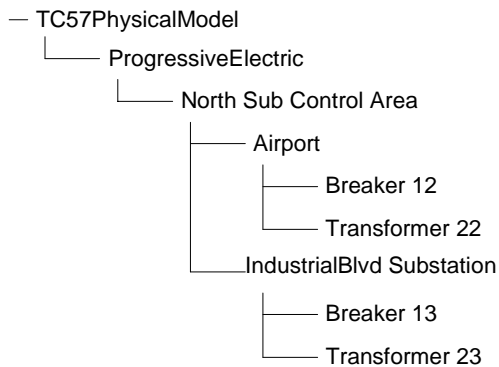 TC57PhysicalModel
ProgressiveElectric
North Sub Control Area
Airport
Breaker 12
Transformer 22
IndustrialBlvd Substation
Breaker 13
Transformer 23